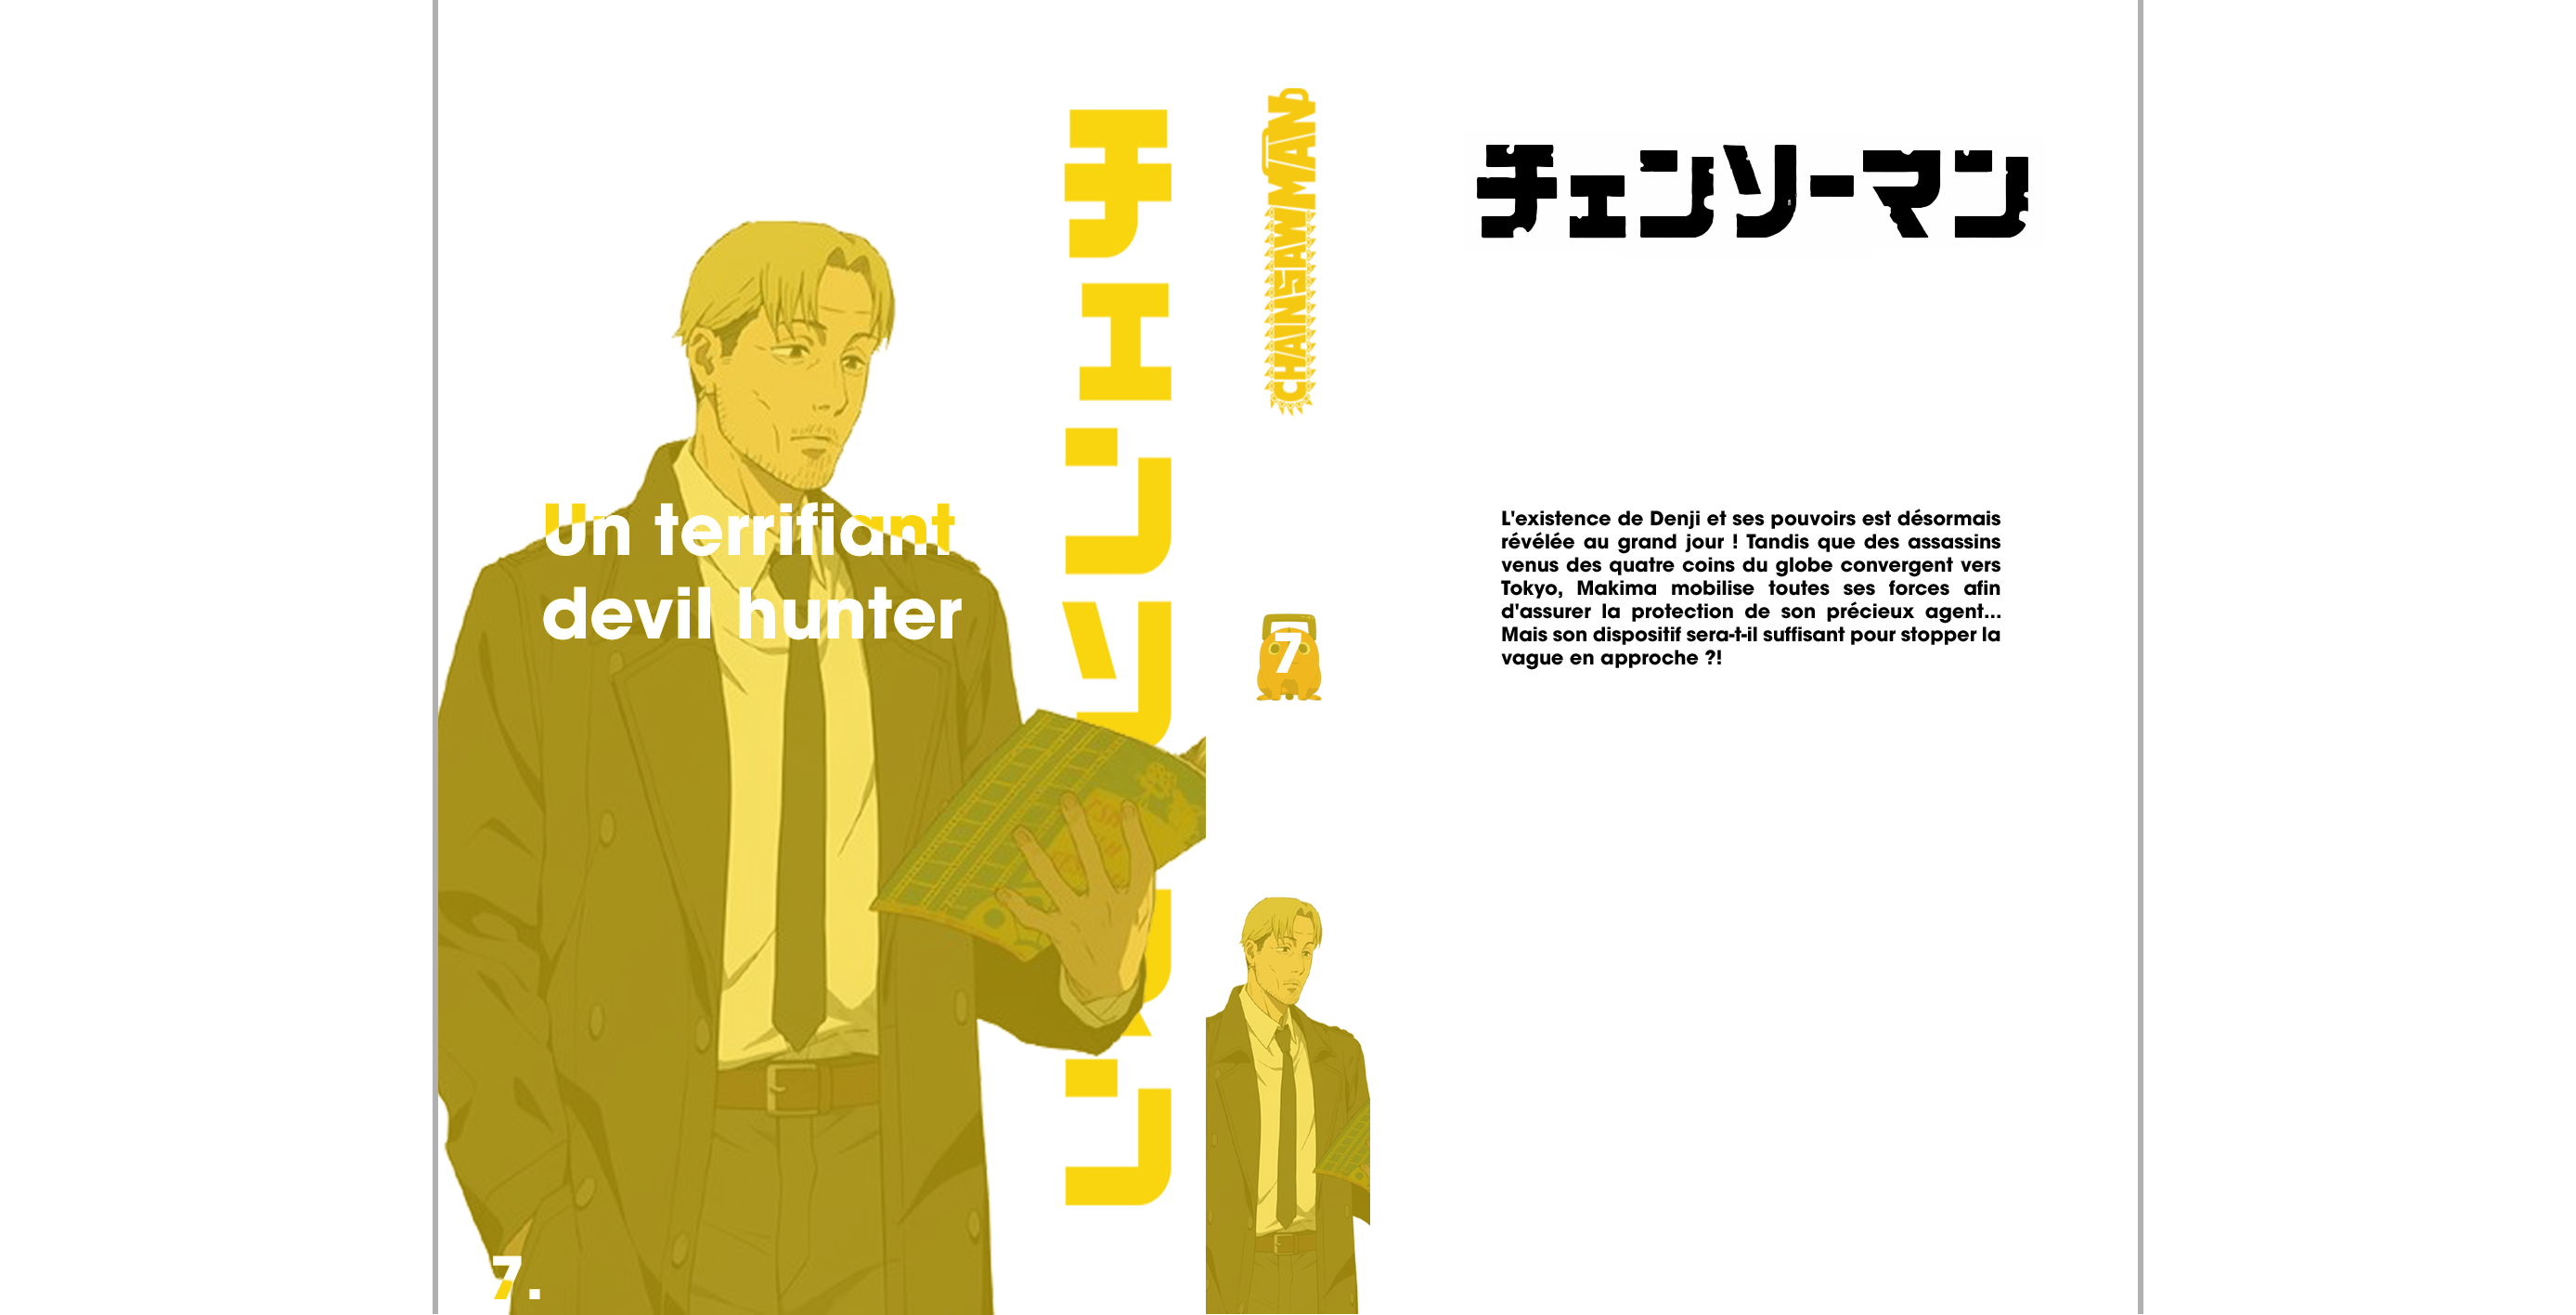 チェンソーマン
Un terrifiant
devil hunter
7.
CHAINSAWMAN
7
チェンソーマン
L'existence de Denji et ses pouvoirs est désormais
révélée au grand jour ! Tandis que des assassins
venus des quatre coins du globe convergent vers
Tokyo, Makima mobilise toutes ses forces afin
d'assurer la protection de son précieux agent...
Mais son dispositif sera-t-il suffisant pour stopper la
vague en approche ?!